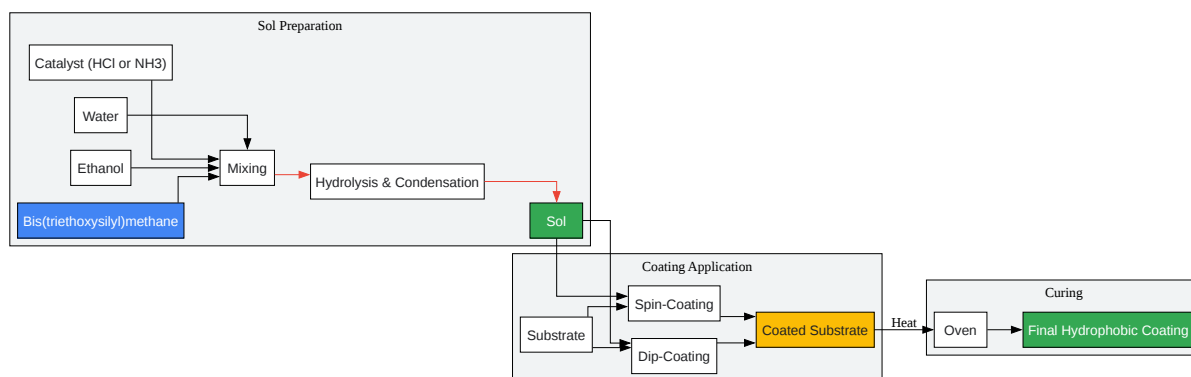 Sol Preparation
Catalyst (HCl or NH3)
Water
Ethanol
Mixing
Hydrolysis & Condensation
Bis(triethoxysilyl)methane
Sol
Coating Application
Spin-Coating
Substrate
Dip-Coating
Coated Substrate
Heat
Curing
Oven
Final Hydrophobic Coating